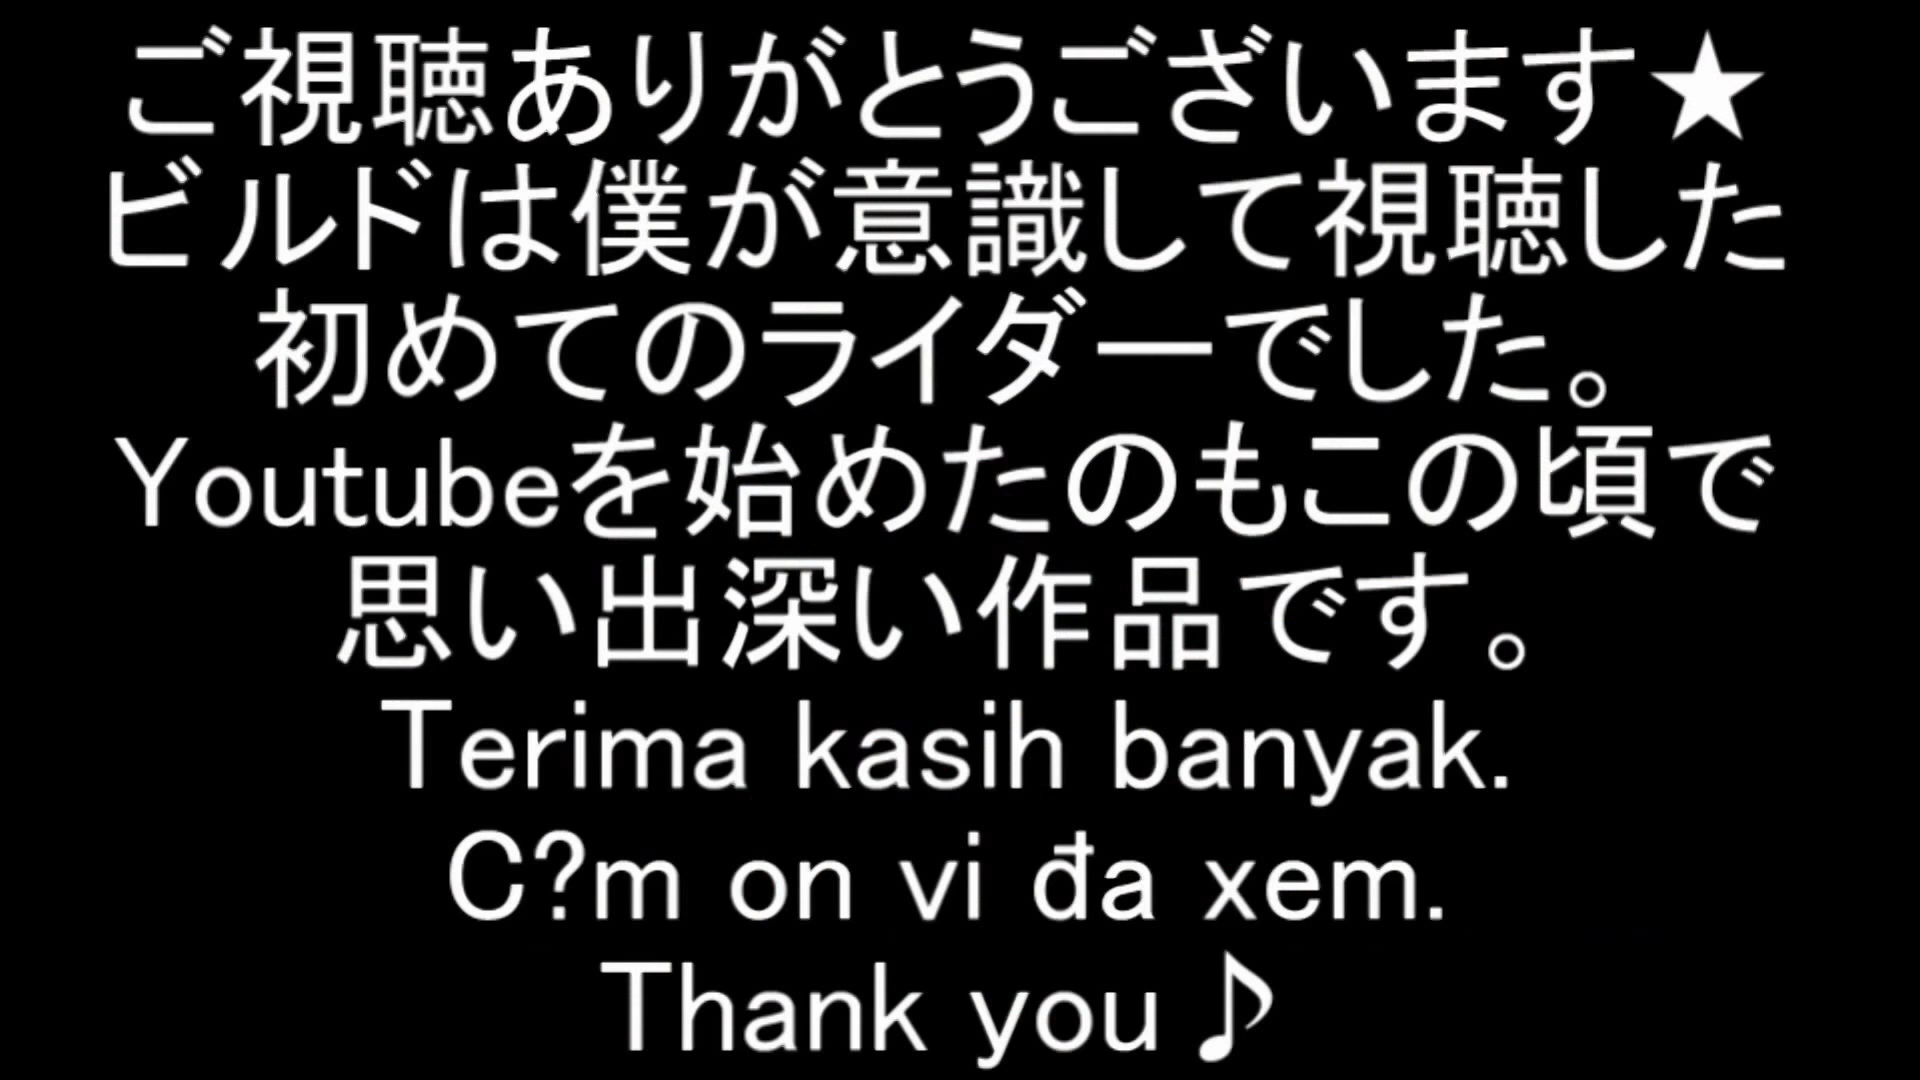 ご視聴ありがとうございます★
ビルドは僕が意識して視聴した
初めてのライダーでした。
Youtubeを始めたのもこの頃で
思い出深い作品です。
Terima kasih banyak.
C?m on vi đa xem.
Thank you♪